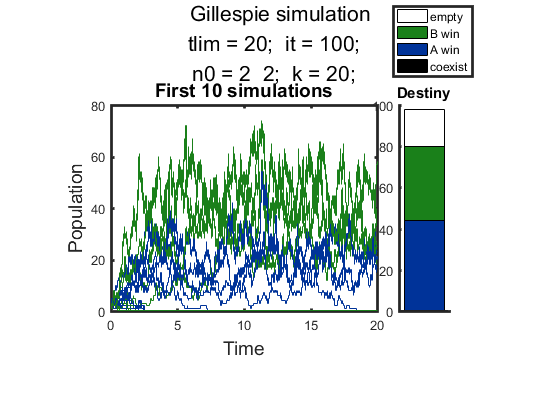 Gillespie simulation
tlim = 20;  it = 100;
n0 = 2  2;  k = 20;
empty
B win
A win
coexist
First 10 simulations
Destiny
80
60
40
20
0
Population
0
5
10
15
20
Time
100
80
60
40
20
0